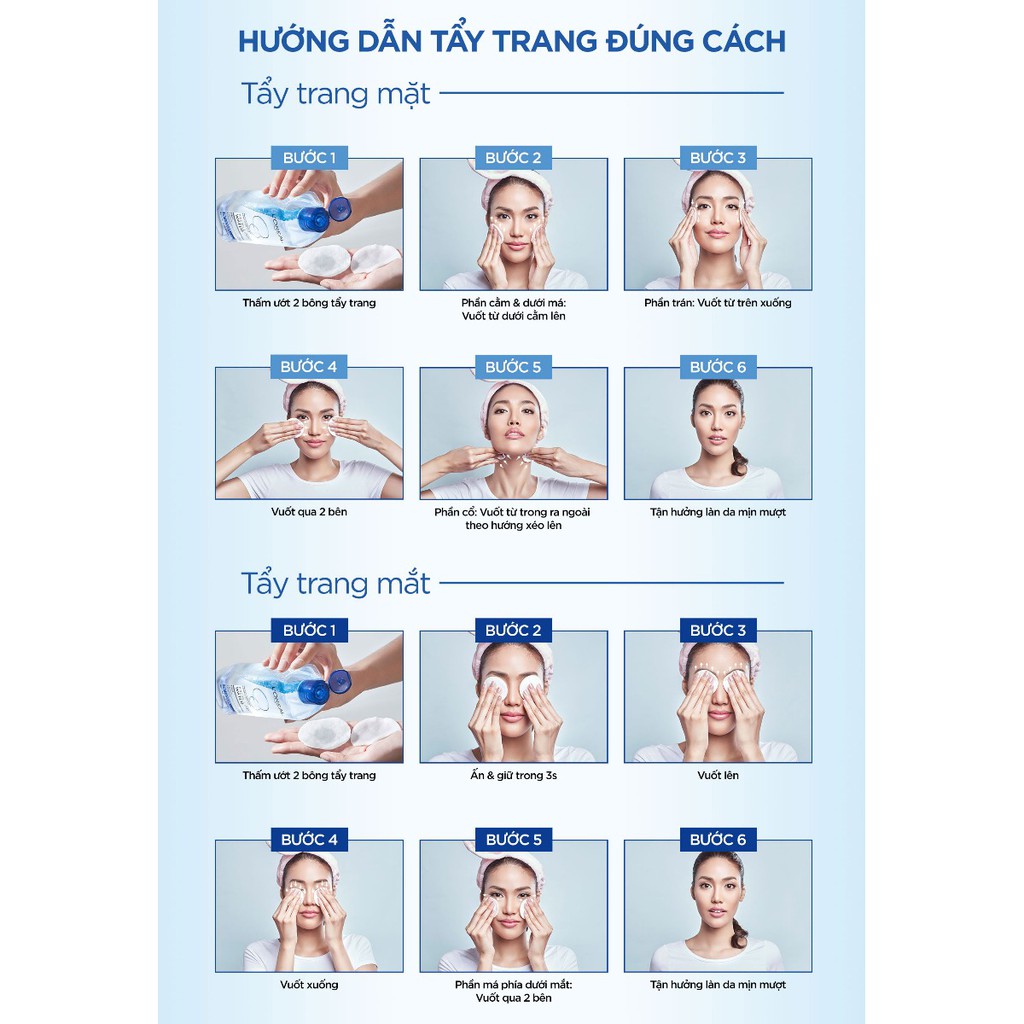 HƯỚNG DẪN TẨY TRANG ĐÚNG CÁCH
Tẩy trang mặt
BƯỚC 1
Thấm ướt 2 bông tẩy trang
BƯỚC 2
Phần cằm & dưới má:
Vuốt từ dưới cằm lên
BƯỚC 3
Phần trán: Vuốt từ trên xuống
BƯỚC 4
Vuốt qua 2 bên
BƯỚC 5
Phần cổ: Vuốt từ trong ra ngoài
theo hướng xéo lên
BƯỚC 6
Tận hưởng làn da mịn mượt
Tẩy trang mắt
BƯỚC 1
Thấm ướt 2 bông tẩy trang
BƯỚC 2
Ấn & giữ trong 3s
BƯỚC 3
Vuốt lên
BƯỚC 4
Vuốt xuống
BƯỚC 5
Phần má phía dưới mắt:
Vuốt qua 2 bên
BƯỚC 6
Tận hưởng làn da mịn mượt